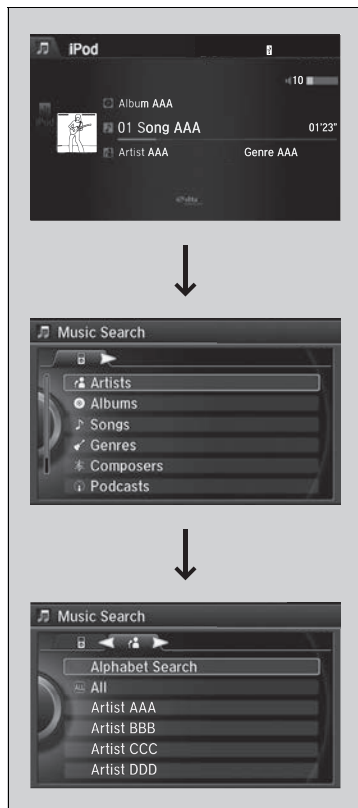 iPod
10
Album AAA
01 Song AAA 01'23"
Artist AAA Genre AAA
Music Search
Artists
Albums
Songs
Genres
Composers
Podcasts
Music Search
Alphabet Search
ALL All
Artist AAA
Artist BBB
Artist CCC
Artist DDD